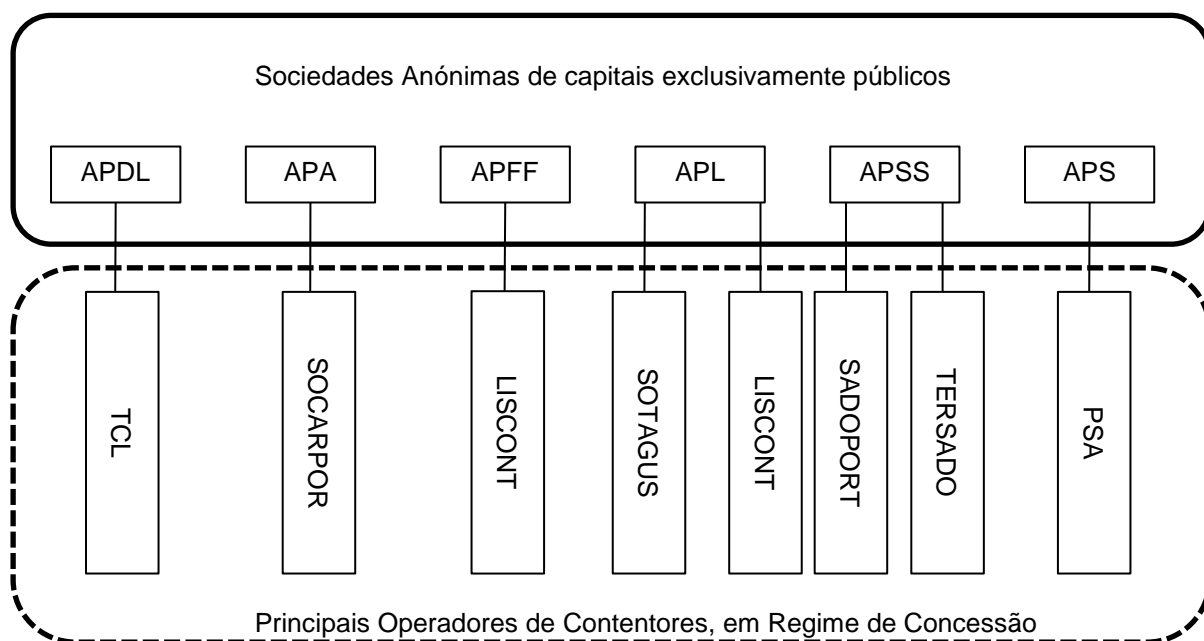 Sociedades Anónimas de capitais exclusivamente públicos
APDL
APA
APFF
APL
APSS
APS
TCL
SOCARPOR
LISCONT
SOTAGUS
LISCONT
SADOPORT
TERSADO
PSA
Principais Operadores de Contentores, em Regime de Concessão